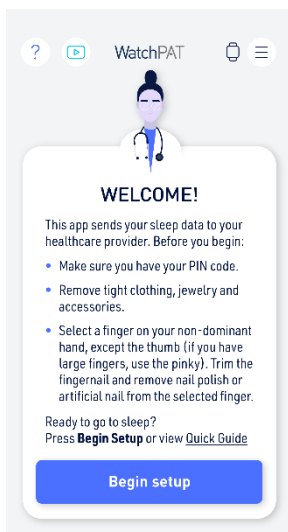 ?
WatchPAT
WELCOME!
This app sends your sleep data to your
healthcare provider. Before you begin:
• Make sure you have your PIN code.
• Remove tight clothing, jewelry and
accessories.
• Select a finger on your non-dominant
hand, except the thumb (if you have
large fingers, use the pinky). Trim the
fingernail and remove nail polish or
artificial nail from the selected finger.
Ready to go to sleep?
Press Begin Setup or view Quick Guide
Begin setup